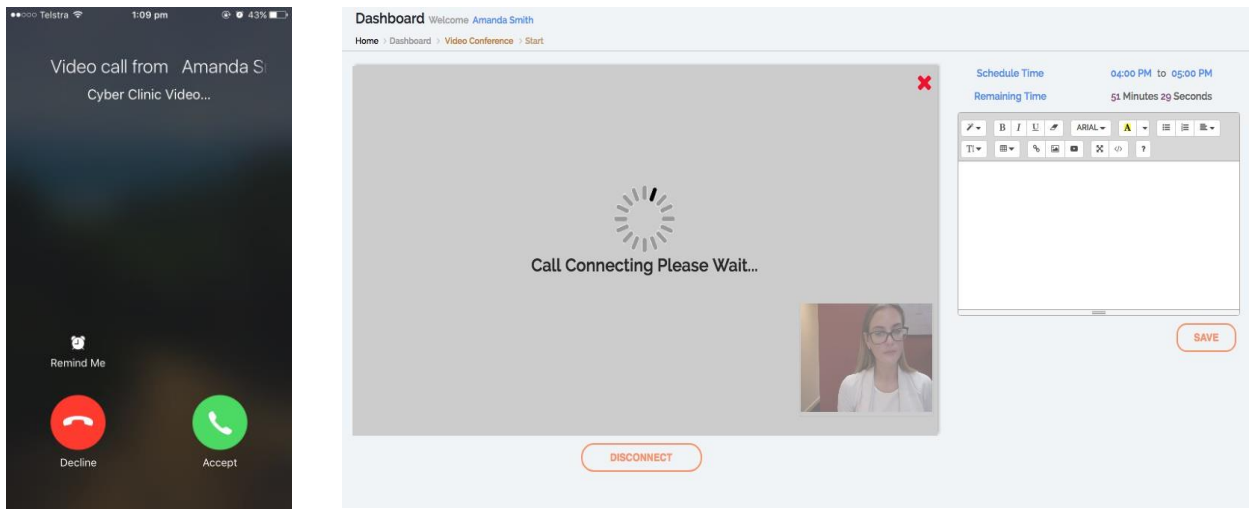 Telstra 1:09 pm 43%
Video call from Amanda S
Cyber Clinic Video...
Remind Me
Decline Accept
Dashboard Welcome Amanda Smith
Home > Dashboard > Video Conference > Start
Schedule Time 04:00 PM to 05:00 PM
Remaining Time 51 Minutes 29 Seconds
B I U ARIAL A
T </> ?
Call Connecting Please Wait...
SAVE
DISCONNECT